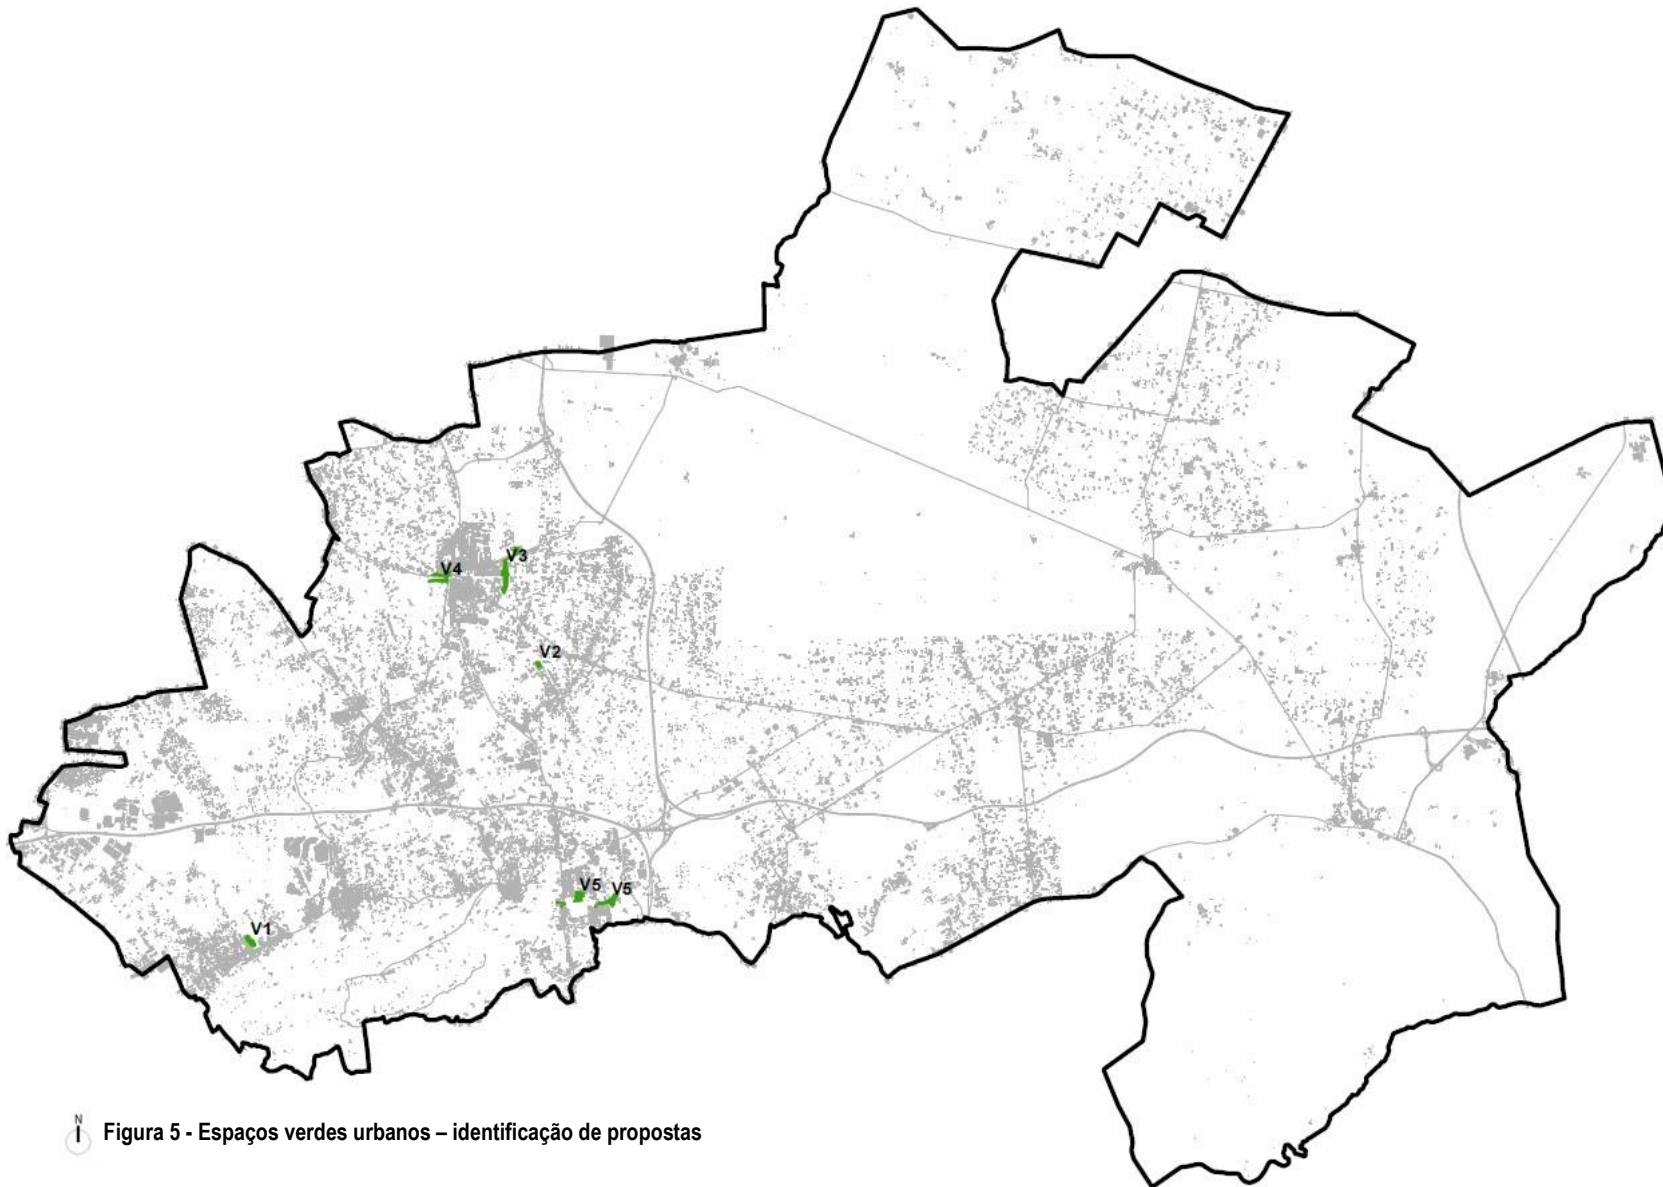 V3
V4
V2
V5
V5
V1
N
Figura 5 - Espaços verdes urbanos – identificação de propostas